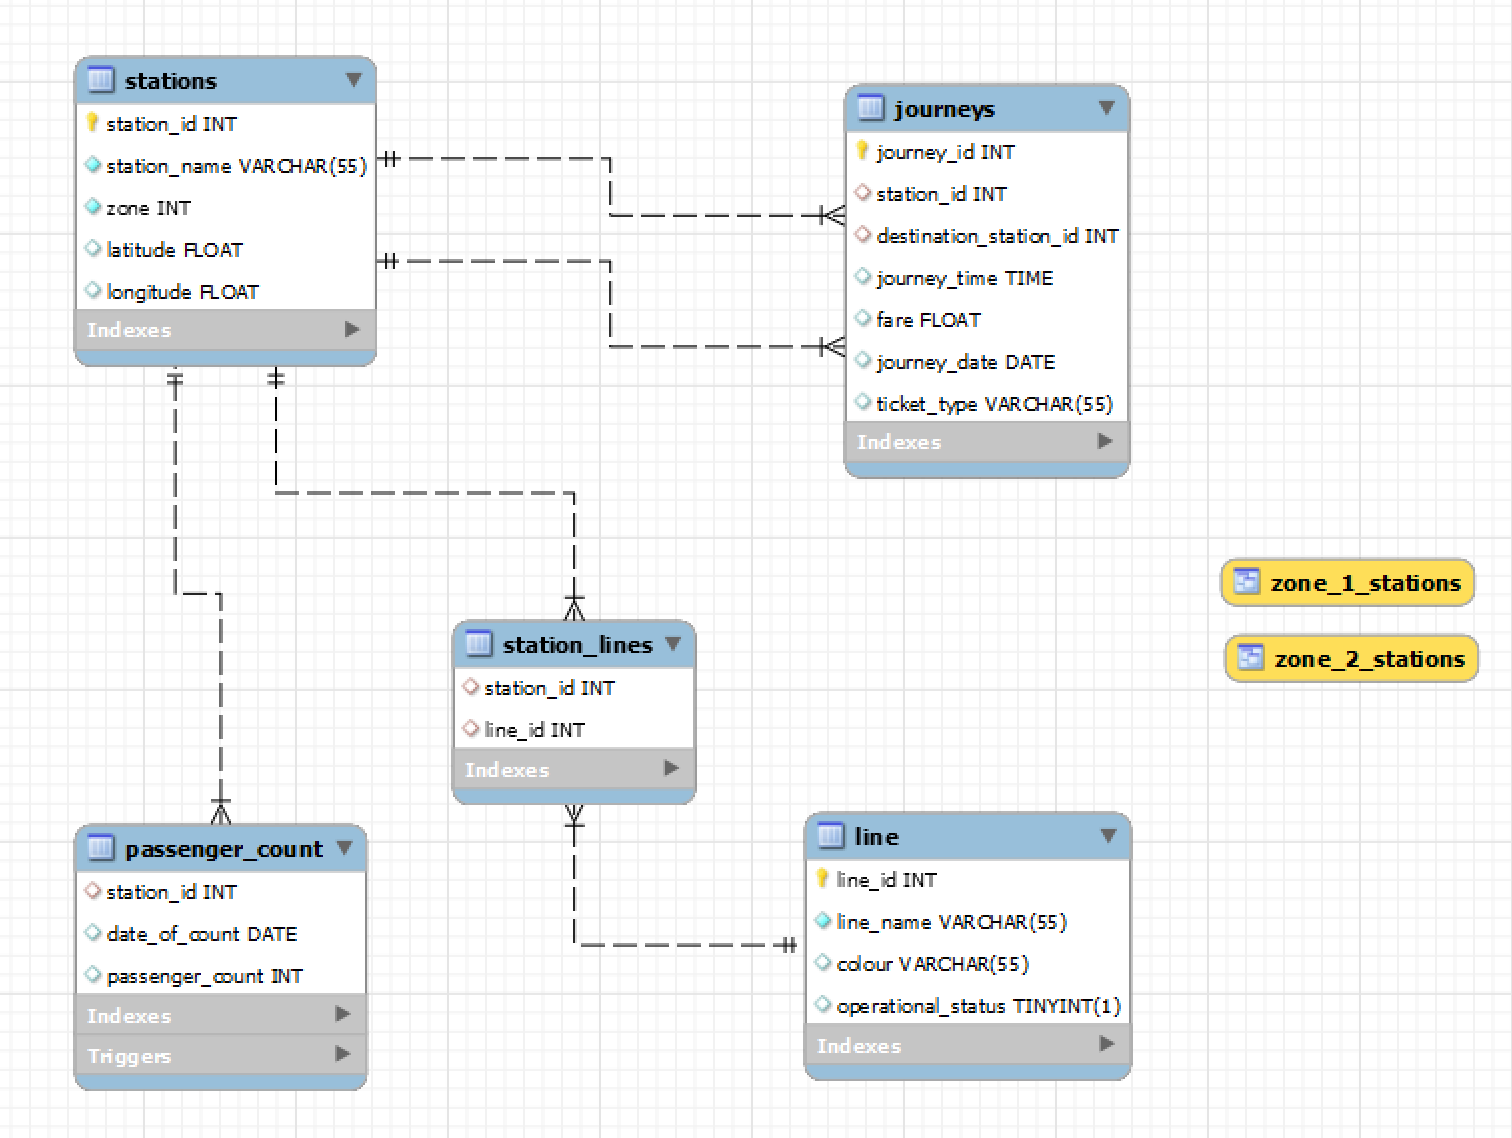 stations
station_id INT
station_name VARCHAR(55)
zone INT
latitude FLOAT
longitude FLOAT
Indexes
journeys
journey_id INT
station_id INT
destination_station_id INT
journey_time TIME
fare FLOAT
journey_date DATE
ticket_type VARCHAR(55)
Indexes
zone_1_stations
zone_2_stations
station_lines
station_id INT
line_id INT
Indexes
passenger_count
station_id INT
date_of_count DATE
passenger_count INT
Indexes
Triggers
line
line_id INT
line_name VARCHAR(55)
colour VARCHAR(55)
operational_status TINYINT(1)
Indexes